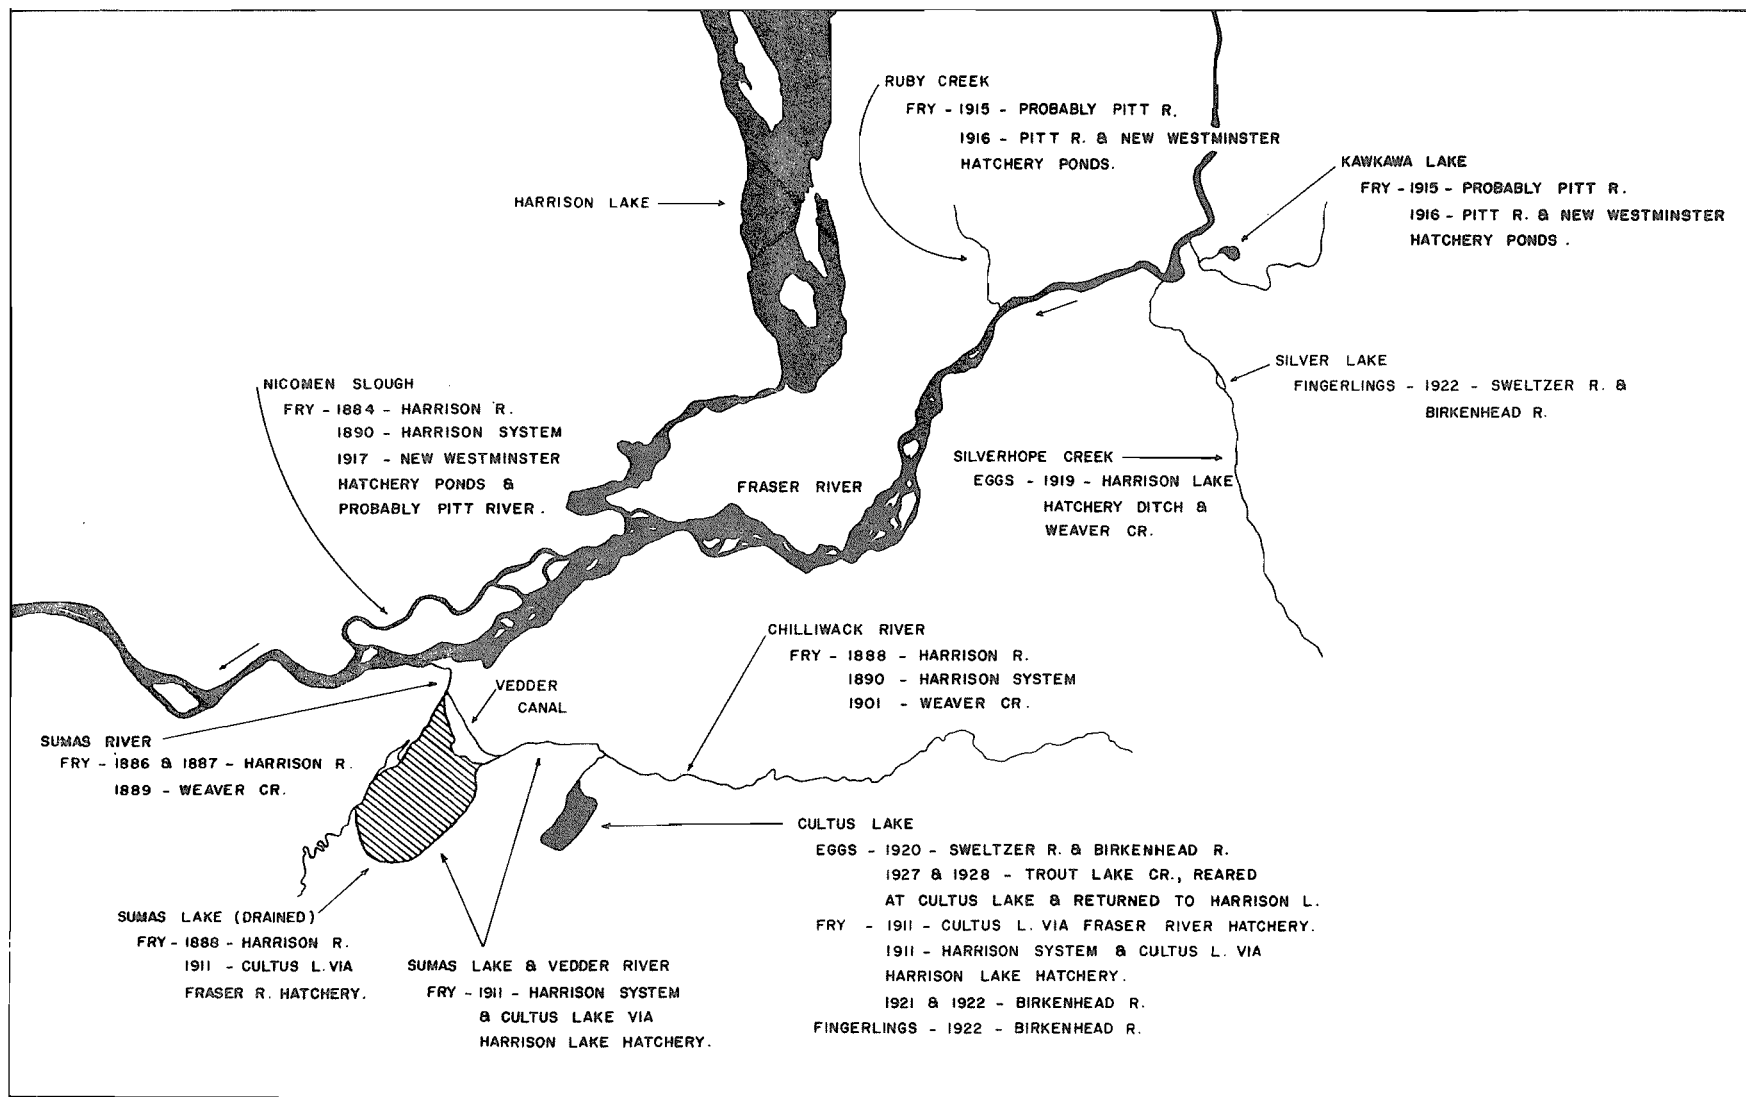 RUBY CREEK
FRY - 1915 - PROBABLY PITT R.
1916 - PITT R. & NEW WESTMINSTER
HATCHERY PONDS.
KAWKAWA LAKE
FRY - 1915 - PROBABLY PITT R.
1916 - PITT R. & NEW WESTMINSTER
HATCHERY PONDS.
HARRISON LAKE
SILVER LAKE
FINGERLINGS - 1922 - SWELTZER R. &
BIRKENHEAD R.
NICOMEN SLOUGH
FRY - 1884 - HARRISON R.
1890 - HARRISON SYSTEM
1917 - NEW WESTMINSTER
HATCHERY PONDS &
PROBABLY PITT RIVER.
SILVERHOPE CREEK
EGGS - 1919 - HARRISON LAKE
HATCHERY DITCH &
WEAVER CR.
FRASER RIVER
CHILLIWACK RIVER
FRY - 1888 - HARRISON R.
1890 - HARRISON SYSTEM
1901 - WEAVER CR.
VEDDER
CANAL
SUMAS RIVER
FRY - 1886 & 1887 - HARRISON R.
1889 - WEAVER CR.
CULTUS LAKE
EGGS - 1920 - SWELTZER R. & BIRKENHEAD R.
1927 & 1928 - TROUT LAKE CR., REARED
AT CULTUS LAKE & RETURNED TO HARRISON L.
FRY - 1911 - CULTUS L. VIA FRASER RIVER HATCHERY.
1911 - HARRISON SYSTEM & CULTUS L. VIA
HARRISON LAKE HATCHERY.
1921 & 1922 - BIRKENHEAD R.
FINGERLINGS - 1922 - BIRKENHEAD R.
SUMAS LAKE (DRAINED)
FRY - 1888 - HARRISON R.
1911 - CULTUS L. VIA
FRASER R. HATCHERY.
SUMAS LAKE & VEDDER RIVER
FRY - 1911 - HARRISON SYSTEM
& CULTUS LAKE VIA
HARRISON LAKE HATCHERY.